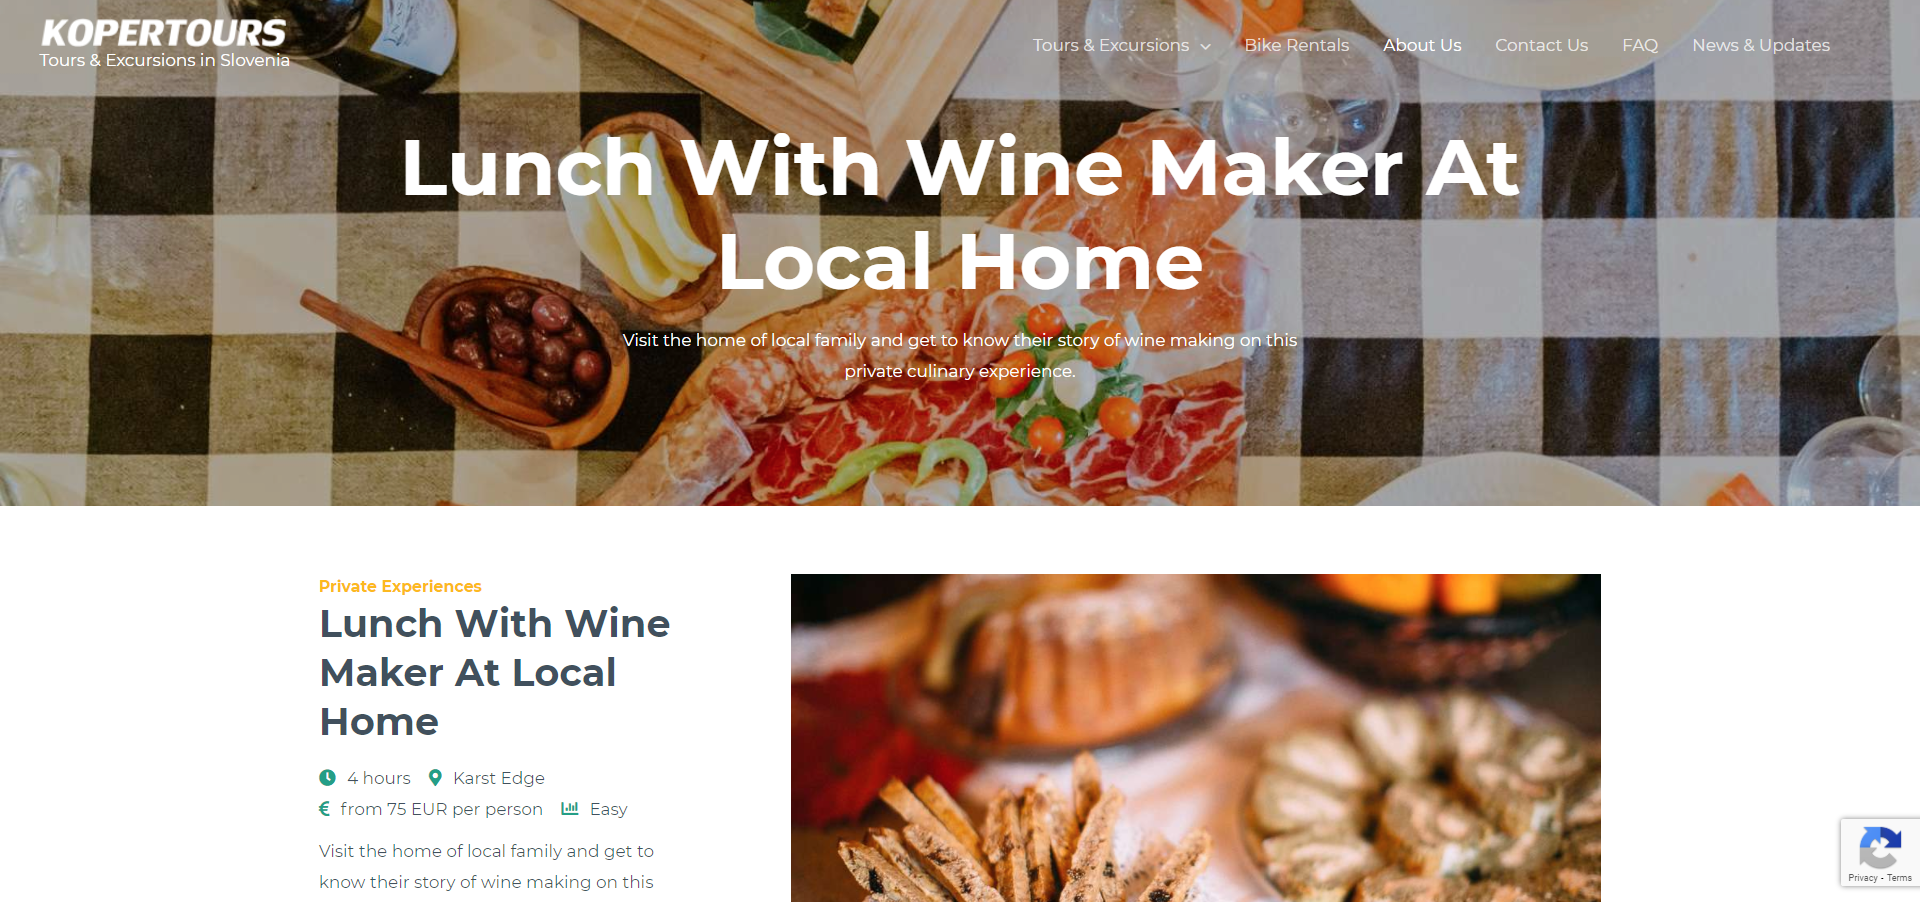 KOPERTOURS
Tours & Excursions in Slovenia
Tours & Excursions
Bike Rentals
About Us
Contact Us
FAQ
News & Updates
Lunch With Wine Maker At
Local Home
Visit the home of local family and get to know their story of wine making on this
private culinary experience.
Private Experiences
Lunch With Wine
Maker At Local
Home
4 hours
Karst Edge
from 75 EUR per person
Easy
Visit the home of local family and get to
know their story of wine making on this
Privacy - Terms